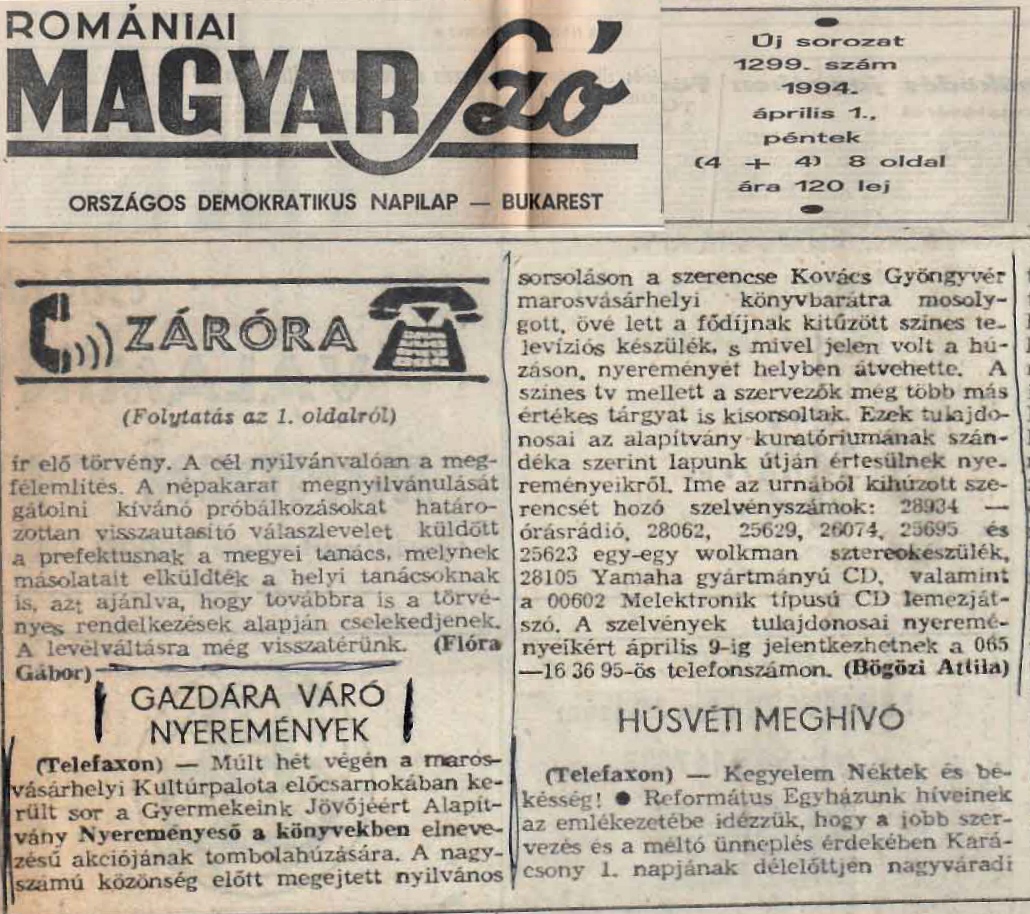 ROMÁNIAI
MAGYAR Szó
ORSZÁGOS DEMOKRATIKUS NAPILAP — BUKAREST
Új sorozat
1299. szám
1994.
április 1.,
péntek
(4 + 4) 8 oldal
ára 120 lej
ZÁRÓRA
(Folytatás az 1. oldalról)
ír elő törvény. A cél nyilvánvalóan a meg-
félemlítés. A népakarat megnyilvánulását
gátolni kívánó próbálkozásokat határo-
zottan visszautasító válaszlevelet küldött
a prefektusnak a megyei tanács, melynek
másolatait elküldték a helyi tanácsoknak
is, azt ajánlva, hogy továbbra is a törvé-
nyes rendelkezések alapján cselekedjenek.
A levélváltásra még visszatérünk. (Flóra
Gábor)
GAZDÁRA VÁRÓ
NYEREMÉNYEK
(Telefaxon) — Múlt hét végén a maros-
vásárhelyi Kultúrpalota előcsarnokában ke-
rült sor a Gyermekeink Jövőjéért Alapít-
vány Nyereményeső a könyvekben elneve-
zésű akciójának tombolahúzására. A nagy-
számú közönség előtt megejtett nyilvános
sorsoláson a szerencse Kovács Gyöngyvér
marosvásárhelyi könyvbarátra mosoly-
gott, övé lett a fődíjnak kitűzött színes te-
levíziós készülék, s mivel jelen volt a hú-
záson, nyereményét helyben átvehette. A
színes tv mellett a szervezők még több más
értékes tárgyat is kisorsoltak. Ezek tulajdo-
nosai az alapítvány kuratóriumának szán-
déka szerint lapunk útján értesülnek nye-
reményeikről. Ime az urnából kihúzott sze-
rencsét hozó szelvényszámok: 28934 —
órásrádió, 28062, 25629, 26074, 25695 és
25623 egy-egy wolkman sztereokészülék,
28105 Yamaha gyártmányú CD, valamint
a 00602 Melektronik típusú CD lemezját-
szó. A szelvények tulajdonosai nyeremé-
nyeikért április 9-ig jelentkezhetnek a 065
—16 36 95-ös telefonszámon. (Bögözi Attila)
HÚSVÉTI MEGHÍVÓ
(Telefaxon) — Kegyelem Néktek és bé-
késség! ● Református Egyházunk híveinek
az emlékezetébe idézzük, hogy a jobb szer-
vezés és a méltó ünneplés érdekében Kará-
csony 1. napjának délelőttjén nagyváradi